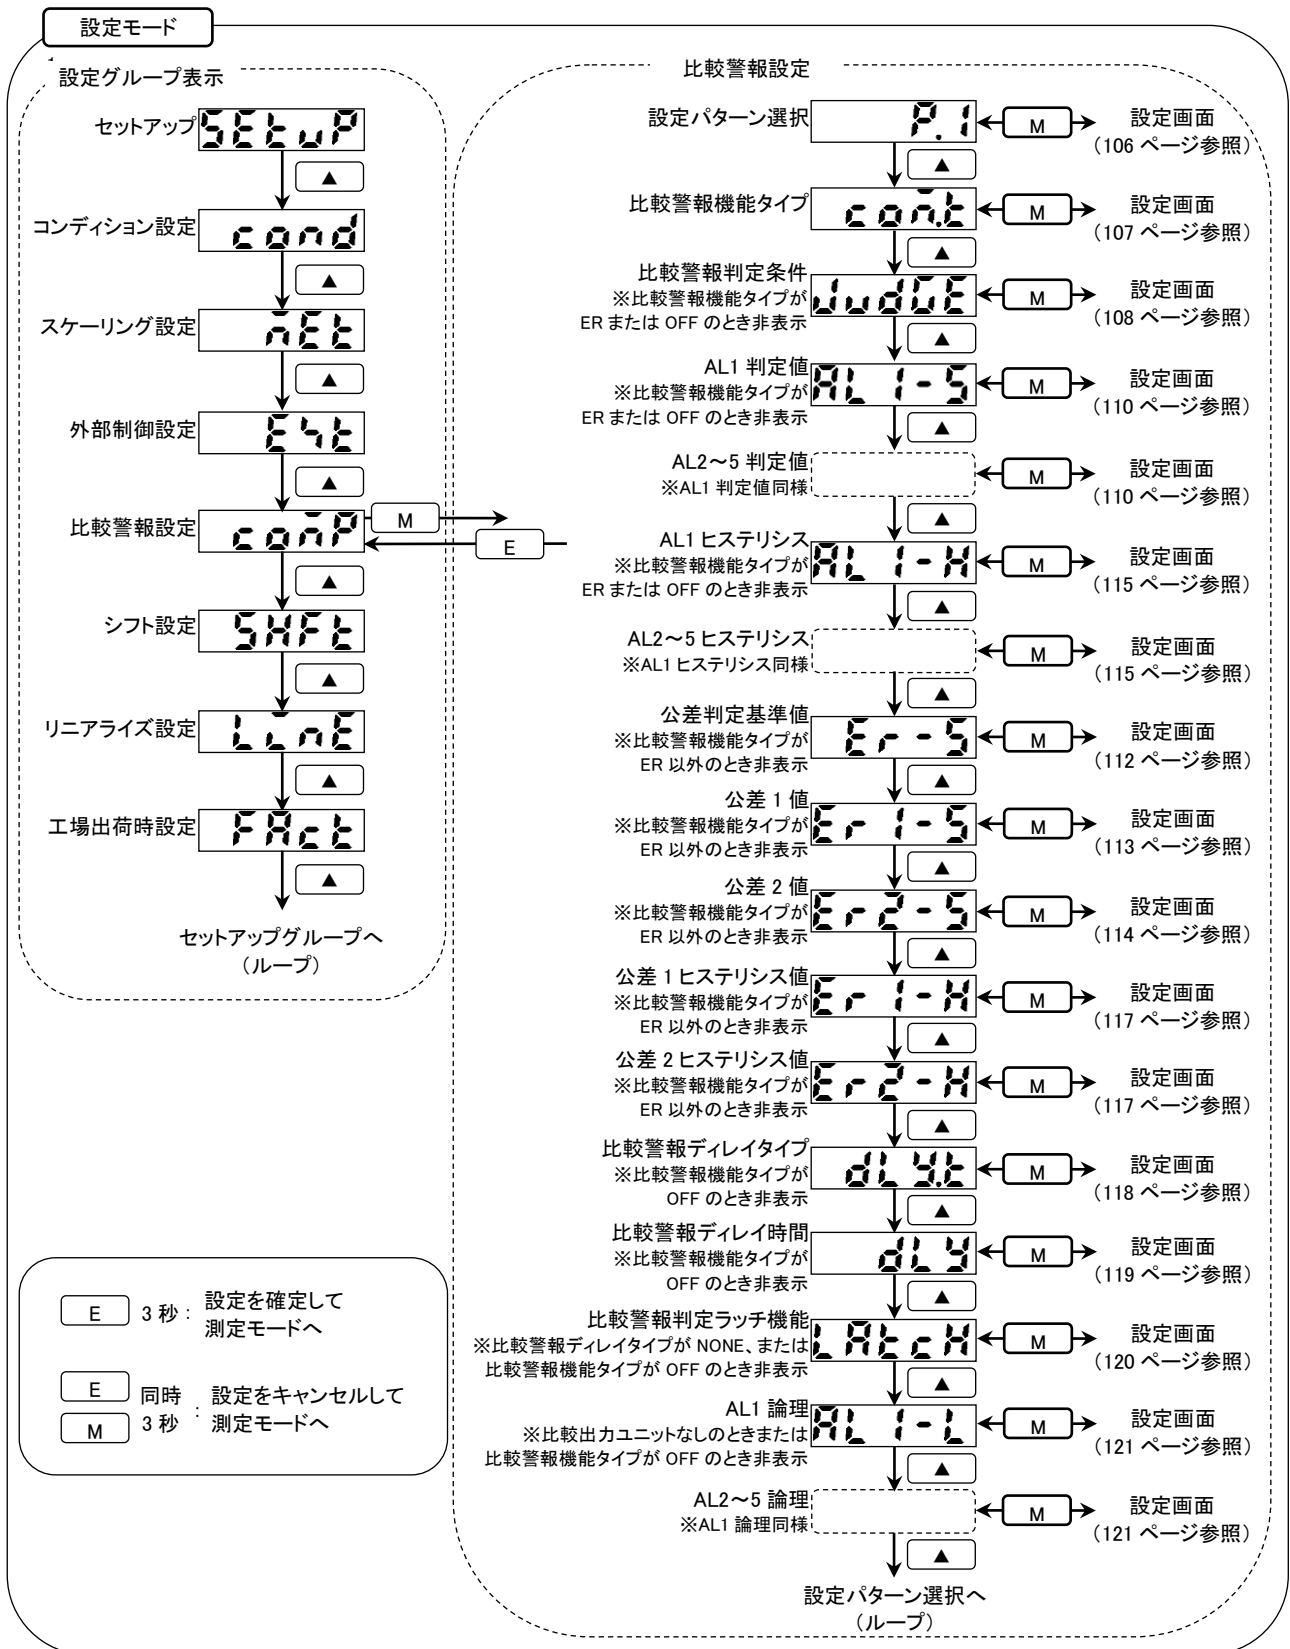 設定モード
設定グループ表示
セットアップ SEtuP
▲
コンディション設定 cond
▲
スケーリング設定 mEt
▲
外部制御設定 Eyt
▲
比較警報設定 comP
M
E
▲
シフト設定 SHFt
▲
リニアライズ設定 LinE
▲
工場出荷時設定 FAct
▲
セットアップグループへ
（ループ）
E 3 秒 : 設定を確定して
測定モードへ
E 同時 設定をキャンセルして
M 3 秒 : 測定モードへ
比較警報設定
設定パターン選択 P.1 M 設定画面
（106 ページ参照）
▲
比較警報機能タイプ com.t M 設定画面
（107 ページ参照）
▲
比較警報判定条件
※比較警報機能タイプが JudGE M 設定画面
ER または OFF のとき非表示 （108 ページ参照）
▲
AL1 判定値
※比較警報機能タイプが AL1-S M 設定画面
ER または OFF のとき非表示 （110 ページ参照）
▲
AL2～5 判定値 M 設定画面
※AL1 判定値同様 （110 ページ参照）
▲
AL1 ヒステリシス
※比較警報機能タイプが AL1-H M 設定画面
ER または OFF のとき非表示 （115 ページ参照）
▲
AL2～5 ヒステリシス M 設定画面
※AL1 ヒステリシス同様 （115 ページ参照）
▲
公差判定基準値
※比較警報機能タイプが Er-S M 設定画面
ER 以外のとき非表示 （112 ページ参照）
▲
公差 1 値
※比較警報機能タイプが Er1-S M 設定画面
ER 以外のとき非表示 （113 ページ参照）
▲
公差 2 値
※比較警報機能タイプが Er2-S M 設定画面
ER 以外のとき非表示 （114 ページ参照）
▲
公差 1 ヒステリシス値
※比較警報機能タイプが Er1-H M 設定画面
ER 以外のとき非表示 （117 ページ参照）
▲
公差 2 ヒステリシス値
※比較警報機能タイプが Er2-H M 設定画面
ER 以外のとき非表示 （117 ページ参照）
▲
比較警報ディレイタイプ
※比較警報機能タイプが dLY.t M 設定画面
OFF のとき非表示 （118 ページ参照）
▲
比較警報ディレイ時間
※比較警報機能タイプが dLY M 設定画面
OFF のとき非表示 （119 ページ参照）
▲
比較警報判定ラッチ機能
※比較警報ディレイタイプが NONE、または LAtcH M 設定画面
比較警報機能タイプが OFF のとき非表示 （120 ページ参照）
▲
AL1 論理
※比較出力ユニットなしのときまたは AL1-L M 設定画面
比較警報機能タイプが OFF のとき非表示 （121 ページ参照）
▲
AL2～5 論理 M 設定画面
※AL1 論理同様 （121 ページ参照）
▲
設定パターン選択へ
（ループ）